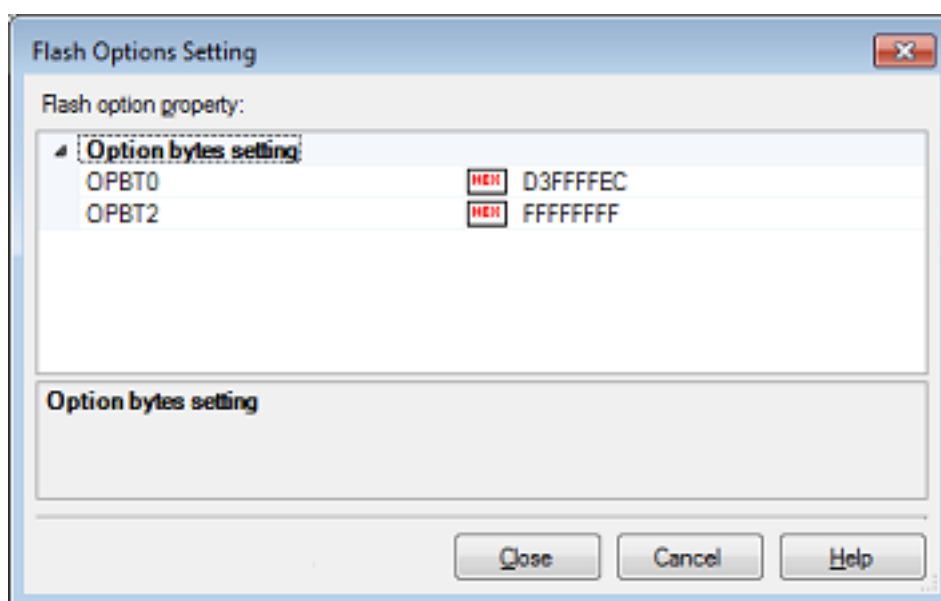 Flash Options Setting
Flash option property:
Option bytes setting
OPBT0 HEX D3FFFFEC
OPBT2 HEX FFFFFFFF
Option bytes setting
Close Cancel Help